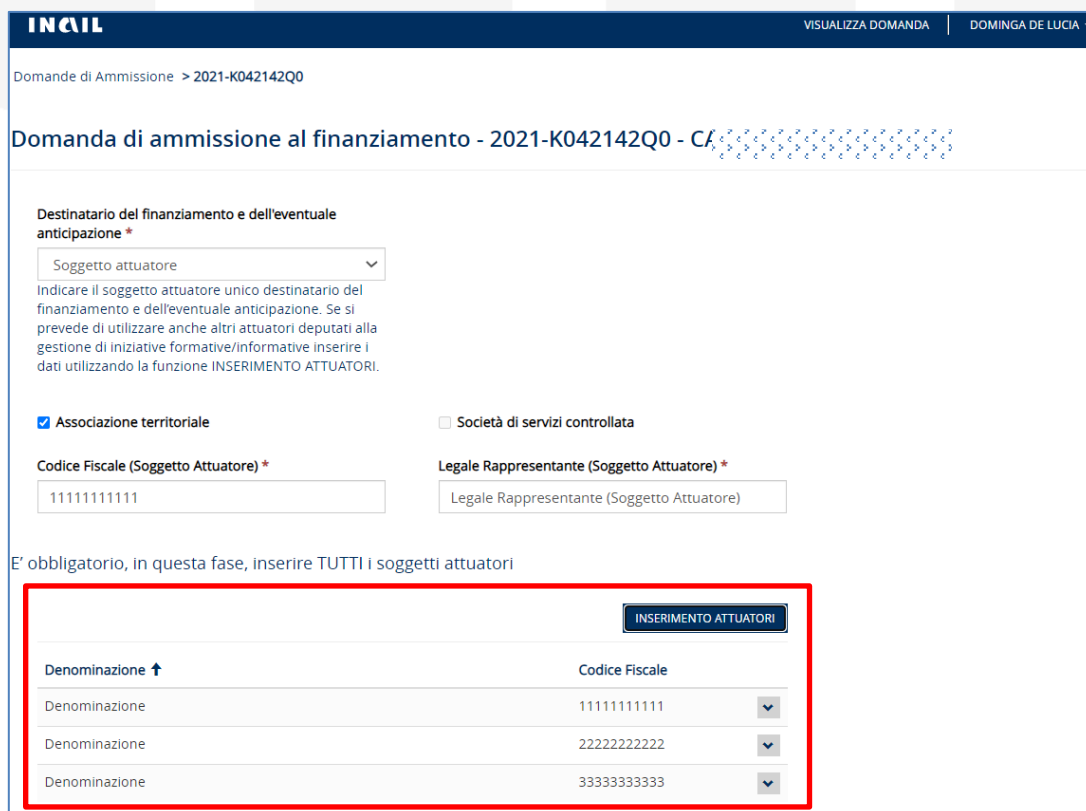 INAIL
VISUALIZZA DOMANDA
DOMINGA DE LUCIA
Domande di Ammissione > 2021-K042142Q0
Domanda di ammissione al finanziamento - 2021-K042142Q0 - CA
Destinatario del finanziamento e dell'eventuale
anticipazione *
Soggetto attuatore
Indicare il soggetto attuatore unico destinatario del
finanziamento e dell'eventuale anticipazione. Se si
prevede di utilizzare anche altri attuatori deputati alla
gestione di iniziative formative/informative inserire i
dati utilizzando la funzione INSERIMENTO ATTUATORI.
Associazione territoriale
Società di servizi controllata
Codice Fiscale (Soggetto Attuatore) *
Legale Rappresentante (Soggetto Attuatore) *
11111111111
Legale Rappresentante (Soggetto Attuatore)
E' obbligatorio, in questa fase, inserire TUTTI i soggetti attuatori
INSERIMENTO ATTUATORI
Denominazione ↑ Codice Fiscale
Denominazione 11111111111
Denominazione 22222222222
Denominazione 33333333333